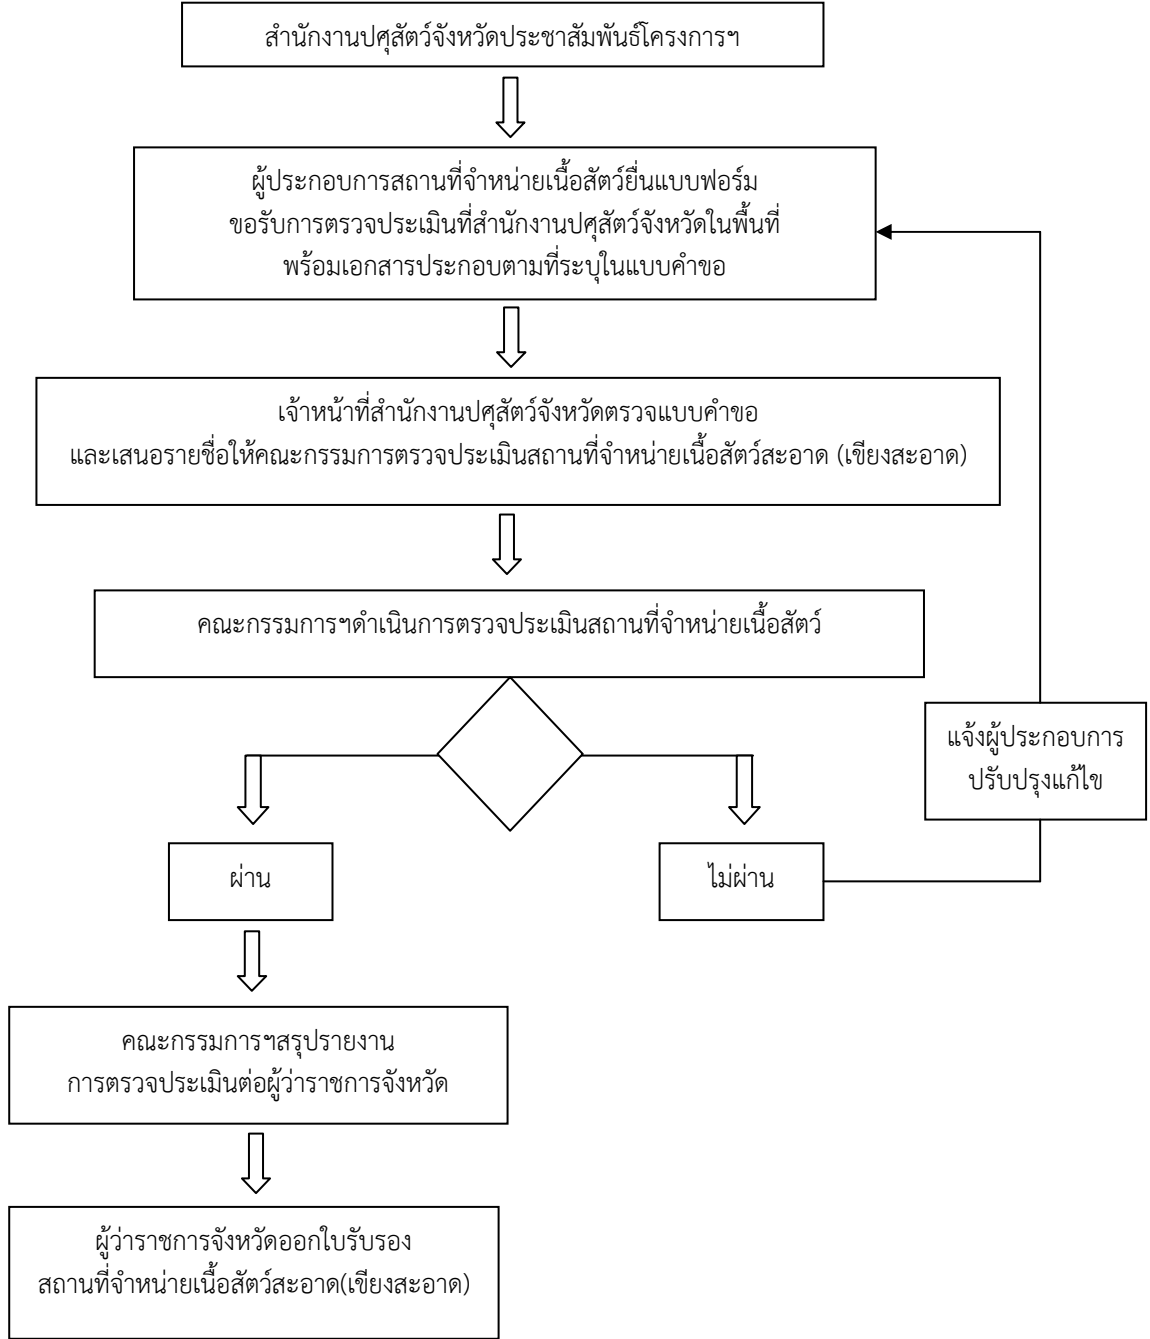 สำนักงานปศุสัตว์จังหวัดประชาสัมพันธ์โครงการฯ
ผู้ประกอบการสถานที่จำหน่ายเนื้อสัตว์ยื่นแบบฟอร์ม
ขอรับการตรวจประเมินที่สำนักงานปศุสัตว์จังหวัดในพื้นที่
พร้อมเอกสารประกอบตามที่ระบุในแบบคำขอ
เจ้าหน้าที่สำนักงานปศุสัตว์จังหวัดตรวจแบบคำขอ
และเสนอรายชื่อให้คณะกรรมการตรวจประเมินสถานที่จำหน่ายเนื้อสัตว์สะอาด (เขียงสะอาด)
คณะกรรมการฯดำเนินการตรวจประเมินสถานที่จำหน่ายเนื้อสัตว์
แจ้งผู้ประกอบการ
ปรับปรุงแก้ไข
ผ่าน
ไม่ผ่าน
คณะกรรมการฯสรุปรายงาน
การตรวจประเมินต่อผู้ว่าราชการจังหวัด
ผู้ว่าราชการจังหวัดออกใบรับรอง
สถานที่จำหน่ายเนื้อสัตว์สะอาด(เขียงสะอาด)